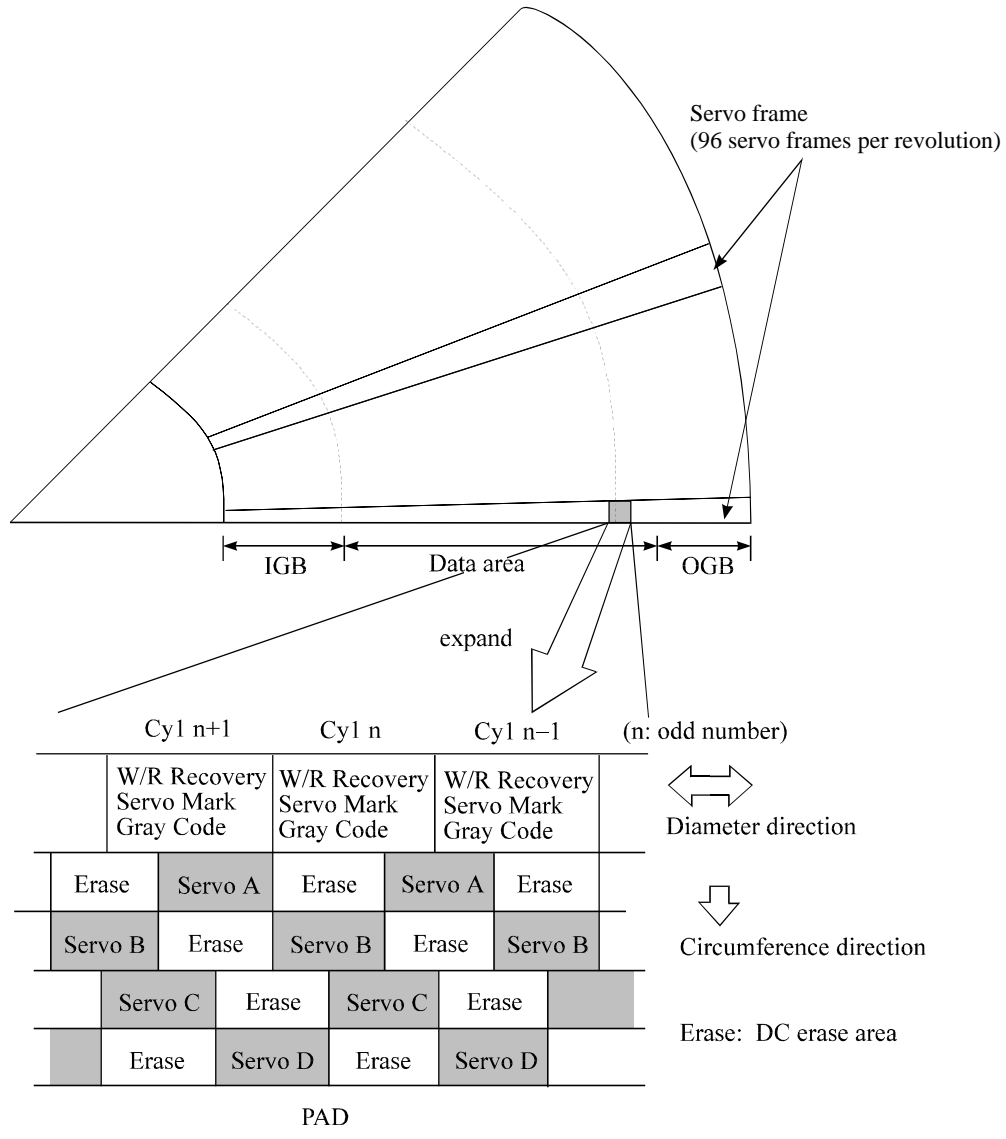 Servo frame
(96 servo frames per revolution)
IGB
Data area
OGB
expand
Cy1 n+1
Cy1 n
Cy1 n−1
(n: odd number)
W/R Recovery
Servo Mark
Gray Code
W/R Recovery
Servo Mark
Gray Code
W/R Recovery
Servo Mark
Gray Code
Diameter direction
Erase Servo A Erase Servo A Erase
Servo B Erase Servo B Erase Servo B
Circumference direction
Servo C Erase Servo C Erase
Erase: DC erase area
Erase Servo D Erase Servo D
PAD